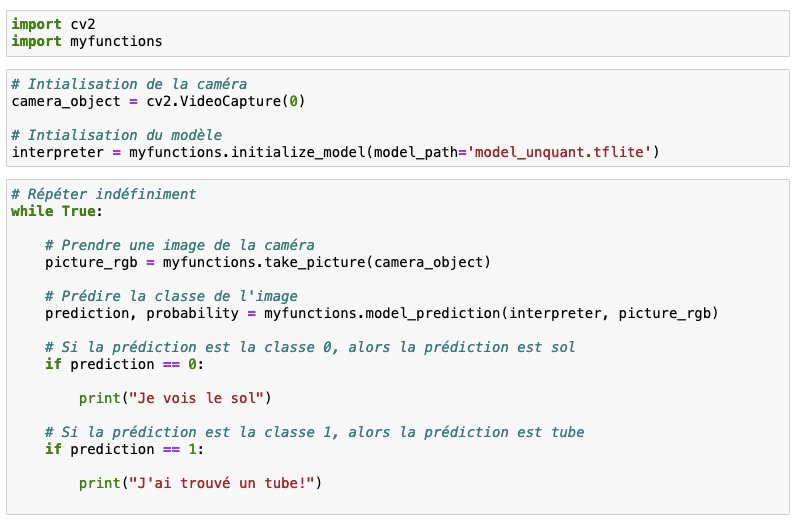 import cv2
import myfunctions
# Intialisation de la caméra
camera_object = cv2.VideoCapture(0)
# Intialisation du modèle
interpreter = myfunctions.initialize_model(model_path='model_unquant.tflite')
# Répéter indéfiniment
while True:
# Prendre une image de la caméra
picture_rgb = myfunctions.take_picture(camera_object)
# Prédire la classe de l'image
prediction, probability = myfunctions.model_prediction(interpreter, picture_rgb)
# Si la prédiction est la classe 0, alors la prédiction est sol
if prediction == 0:
print("Je vois le sol")
# Si la prédiction est la classe 1, alors la prédiction est tube
if prediction == 1:
print("J'ai trouvé un tube!")